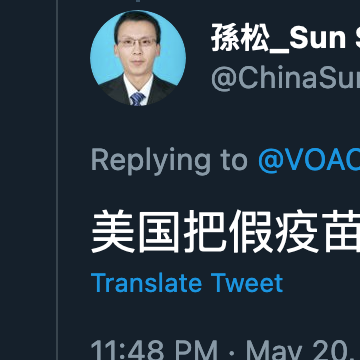 孫松_Sun
@ChinaSu
Replying to @VOAC
美国把假疫苗
Translate Tweet
11:48 PM · May 20,